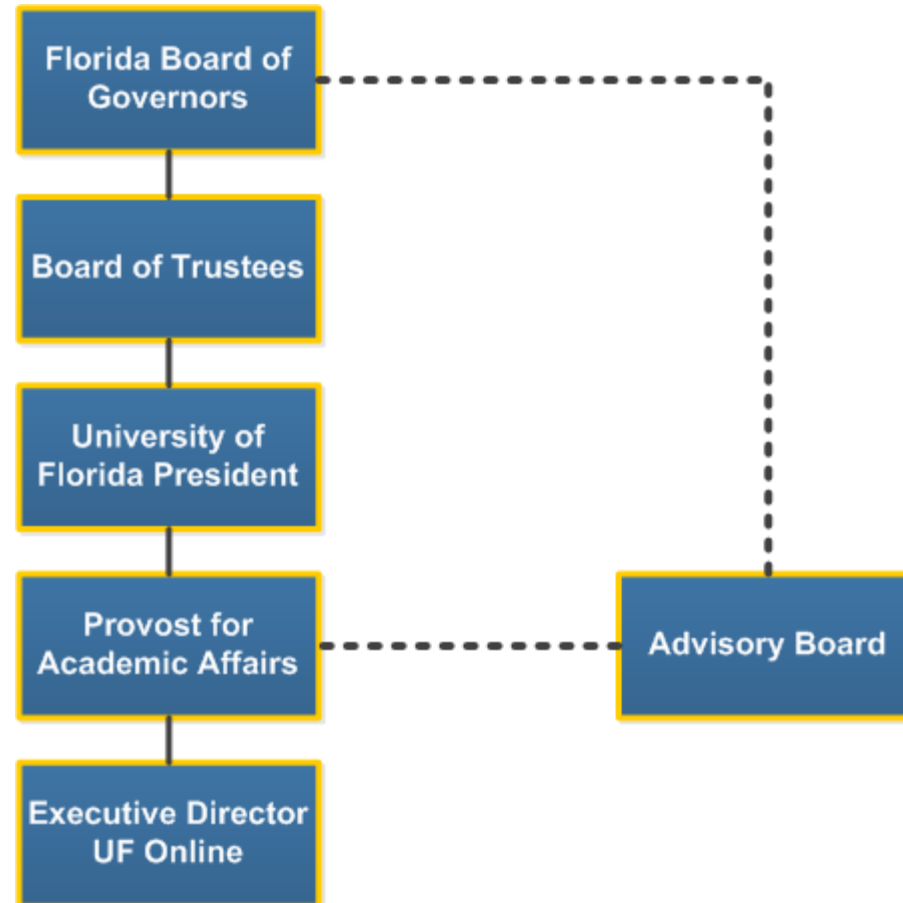 Florida Board of
Governors
Board of Trustees
University of
Florida President
Provost for
Academic Affairs
Advisory Board
Executive Director
UF Online